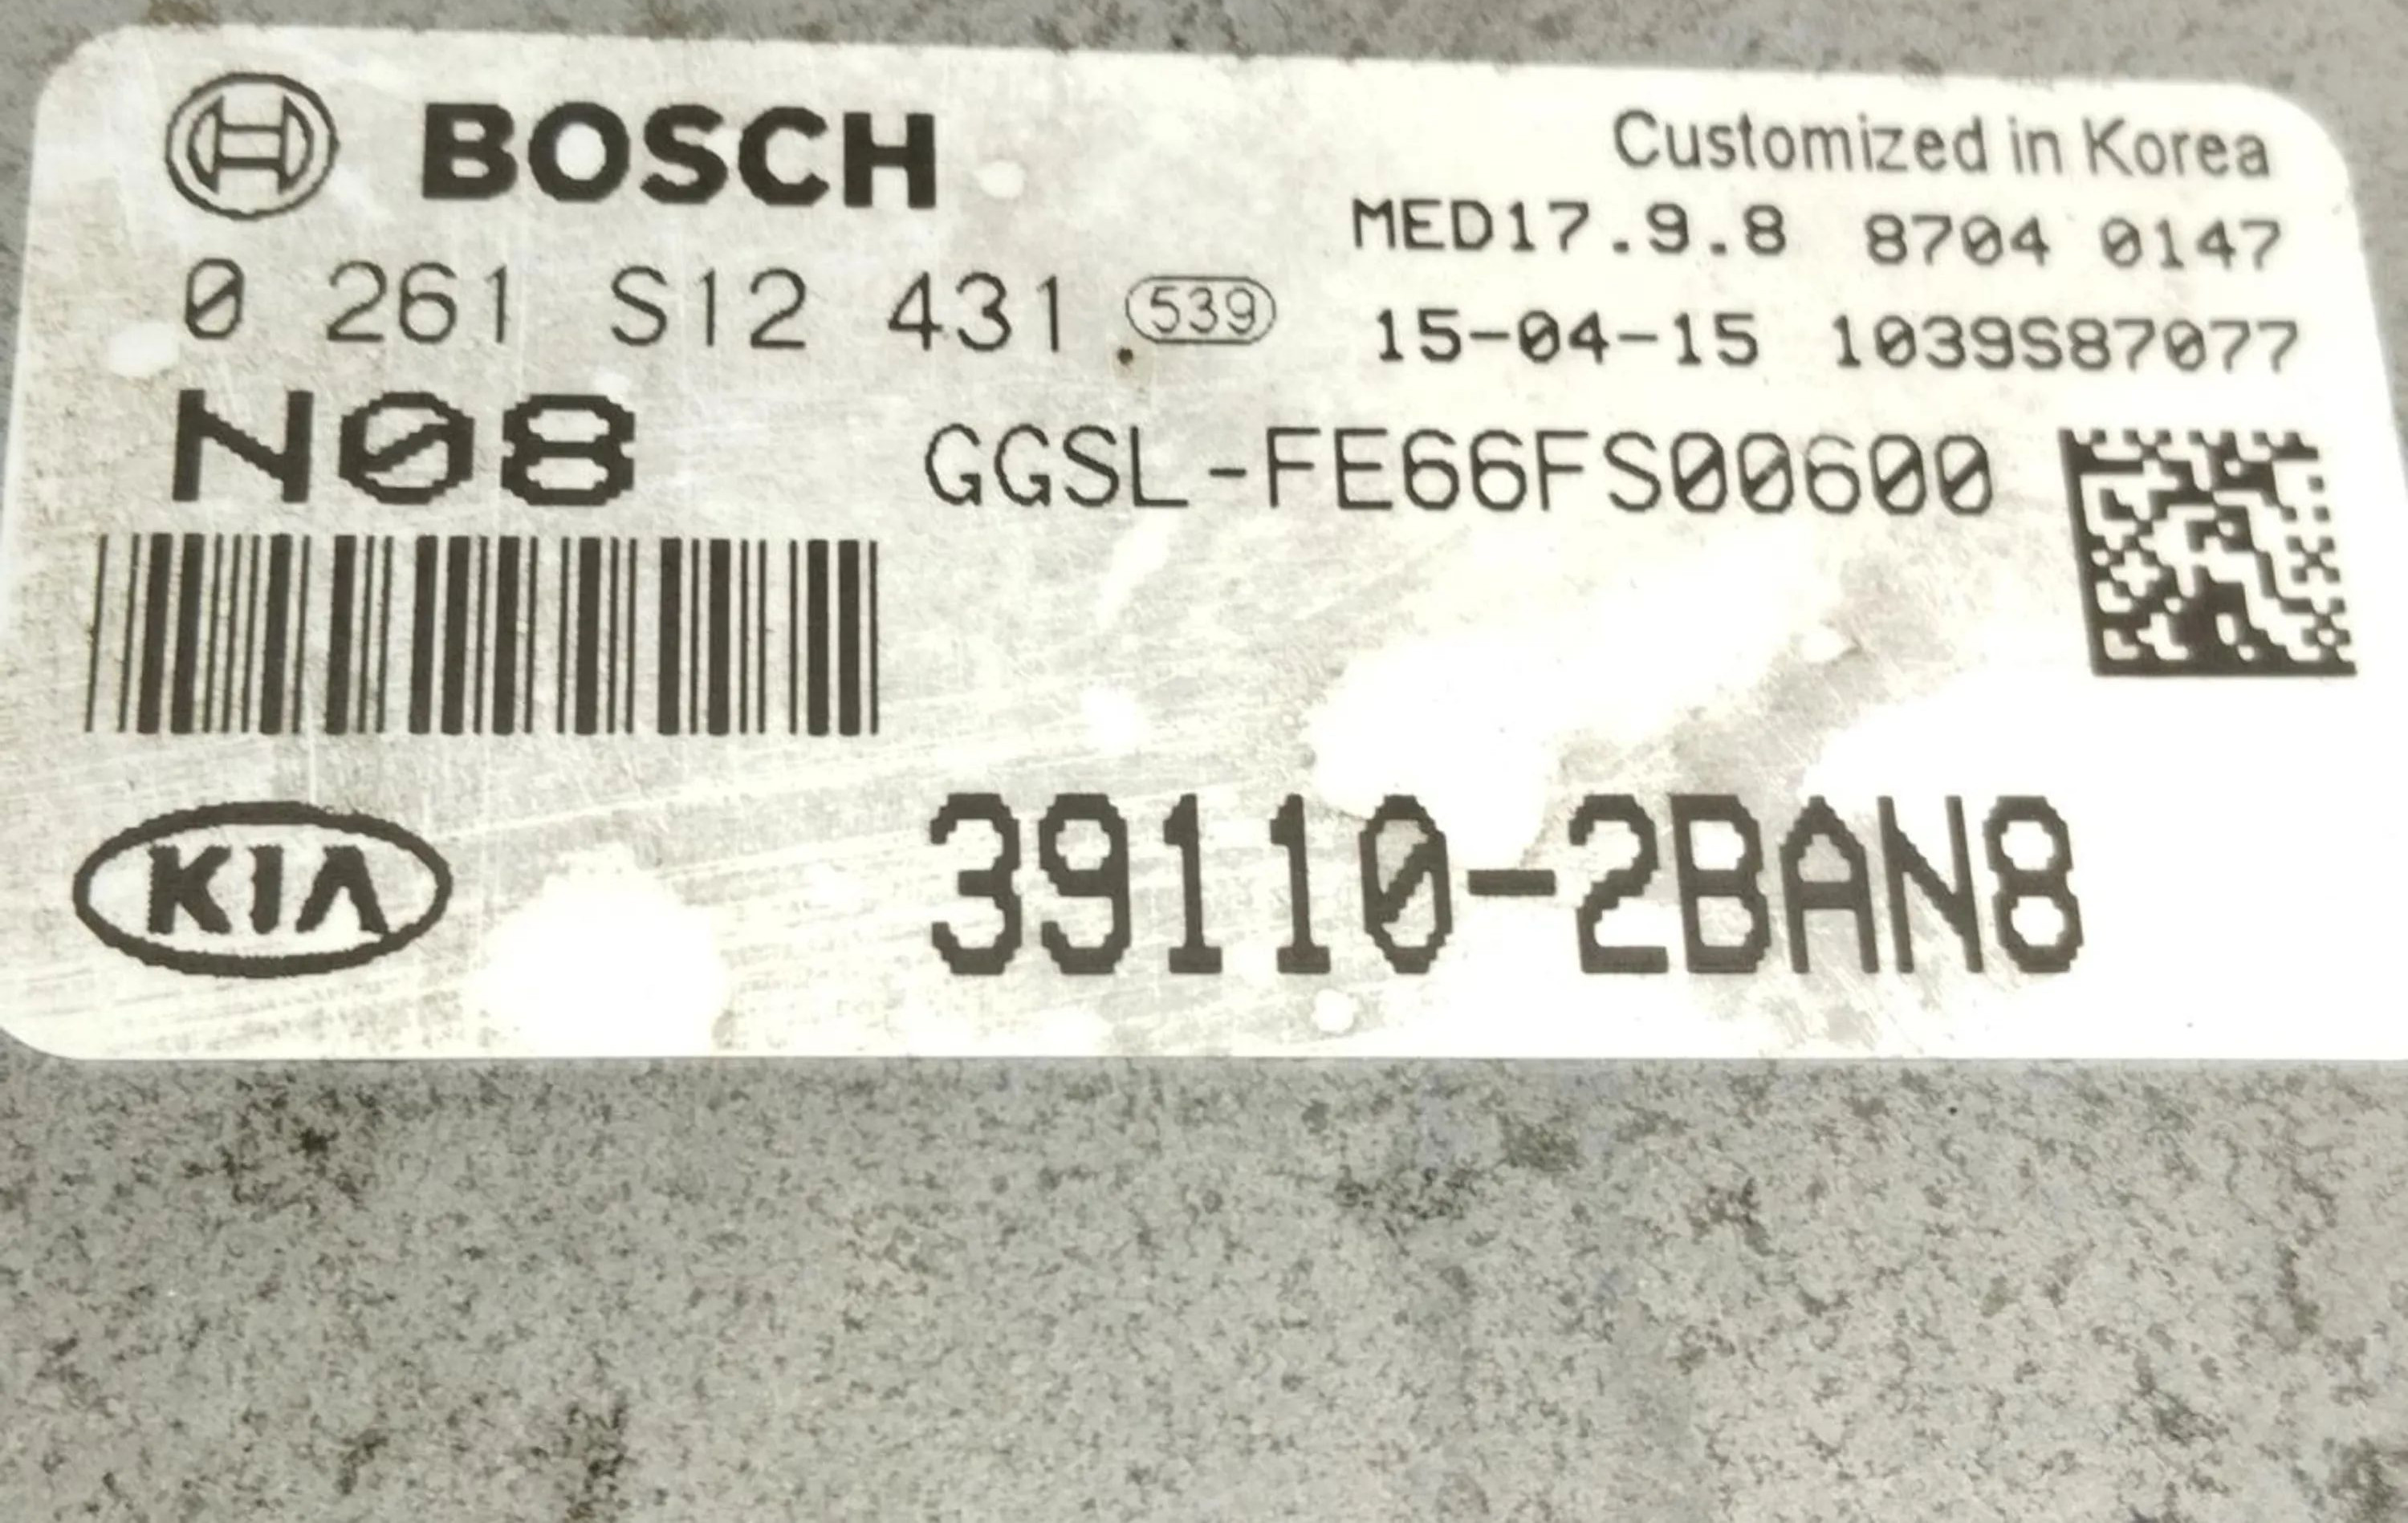 BOSCH
Customized in Korea
MED17.9.8 8704 0147
0 261 S12 431 539
15-04-15 1039S87077
N08
GGSL-FE66FS00600
KIA
39110-2BAN8